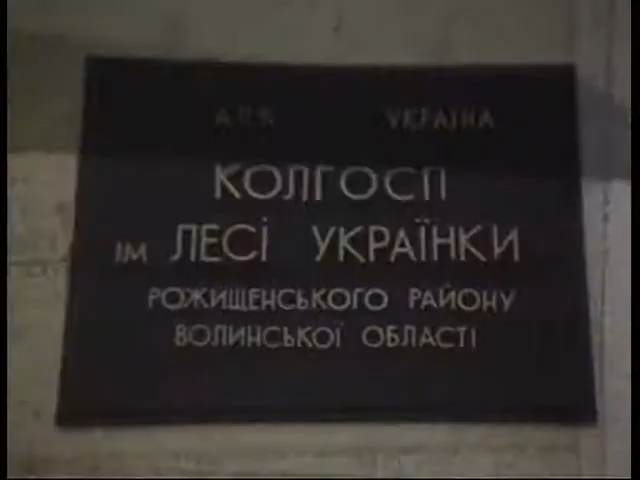 УКРАЇНА
КОЛГОСП
ІМ ЛЕСІ УКРАЇНКИ
РОЖИЩЕНСЬКОГО РАЙОНУ
ВОЛИНСЬКОЇ ОБЛАСТІ